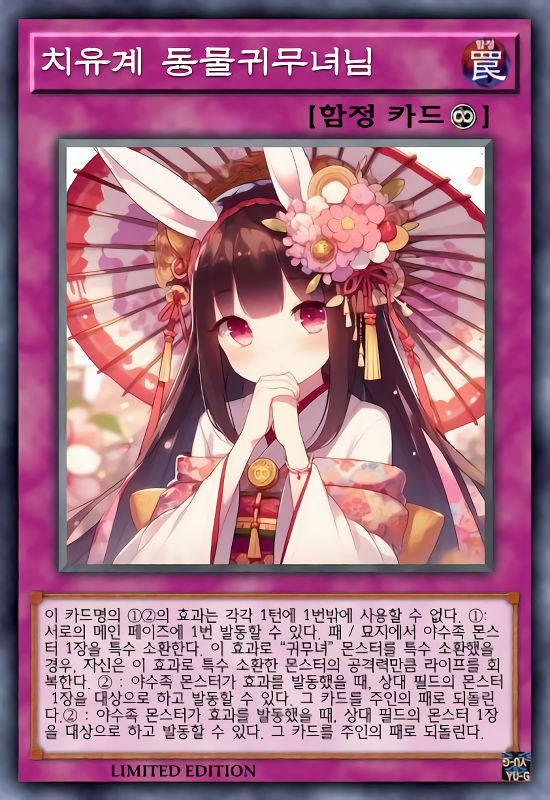 치유계 동물귀무녀님
함정
罠
[함정 카드∞]
이 카드명의 ①②의 효과는 각각 1턴에 1번밖에 사용할 수 없다. ①:
서로의 메인 페이즈에 1번 발동할 수 있다. 패 / 묘지에서 야수족 몬스
터 1장을 특수 소환한다. 이 효과로 “귀무녀” 몬스터를 특수 소환했을
경우, 자신은 이 효과로 특수 소환한 몬스터의 공격력만큼 라이프를 회
복한다. ② : 야수족 몬스터가 효과를 발동했을 때, 상대 필드의 몬스터
1장을 대상으로 하고 발동할 수 있다. 그 카드를 주인의 패로 되돌린
다.② : 야수족 몬스터가 효과를 발동했을 때, 상대 필드의 몬스터 1장
을 대상으로 하고 발동할 수 있다. 그 카드를 주인의 패로 되돌린다.
LIMITED EDITION
YU-G